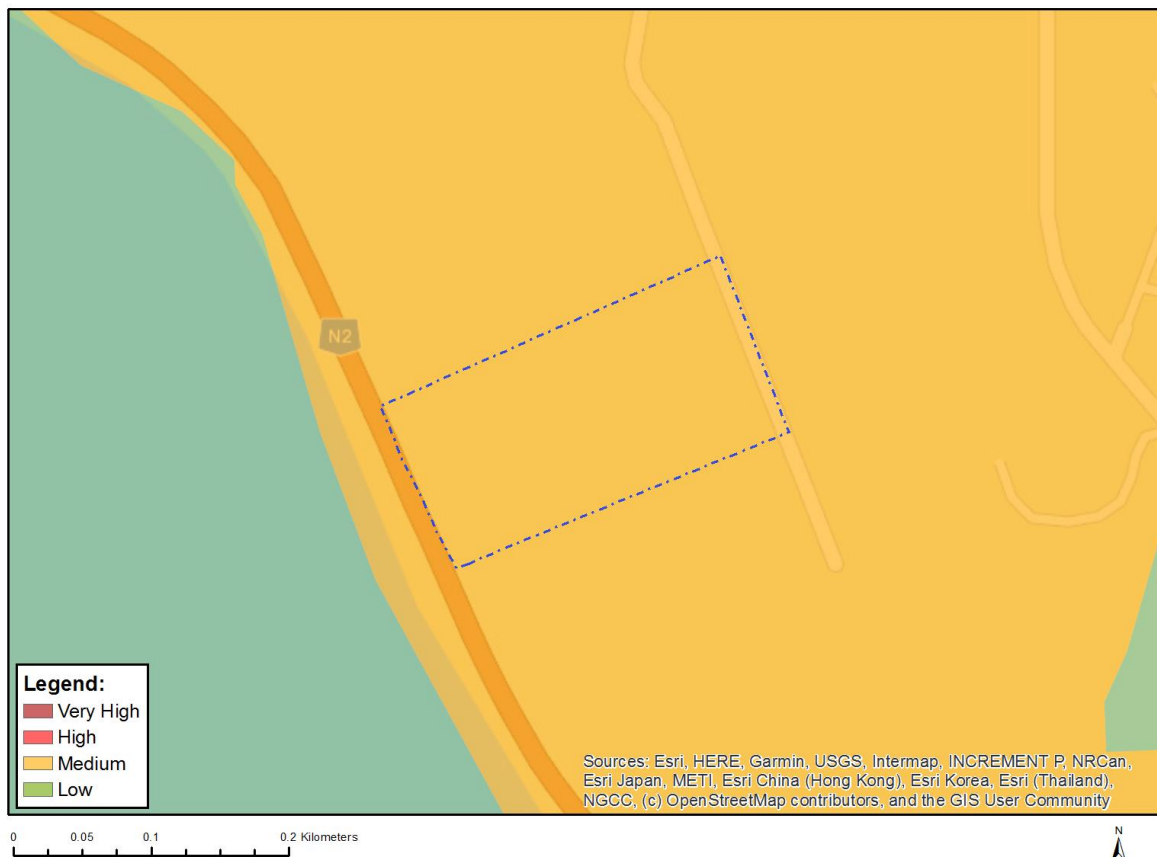 N2
Legend:
Very High
High
Medium
Low
Sources: Esri, HERE, Garmin, USGS, Intermap, INCREMENT P, NRCan,
Esri Japan, METI, Esri China (Hong Kong), Esri Korea, Esri (Thailand),
NGCC, (c) OpenStreetMap contributors, and the GIS User Community
0 0.05 0.1 0.2 Kilometers
N